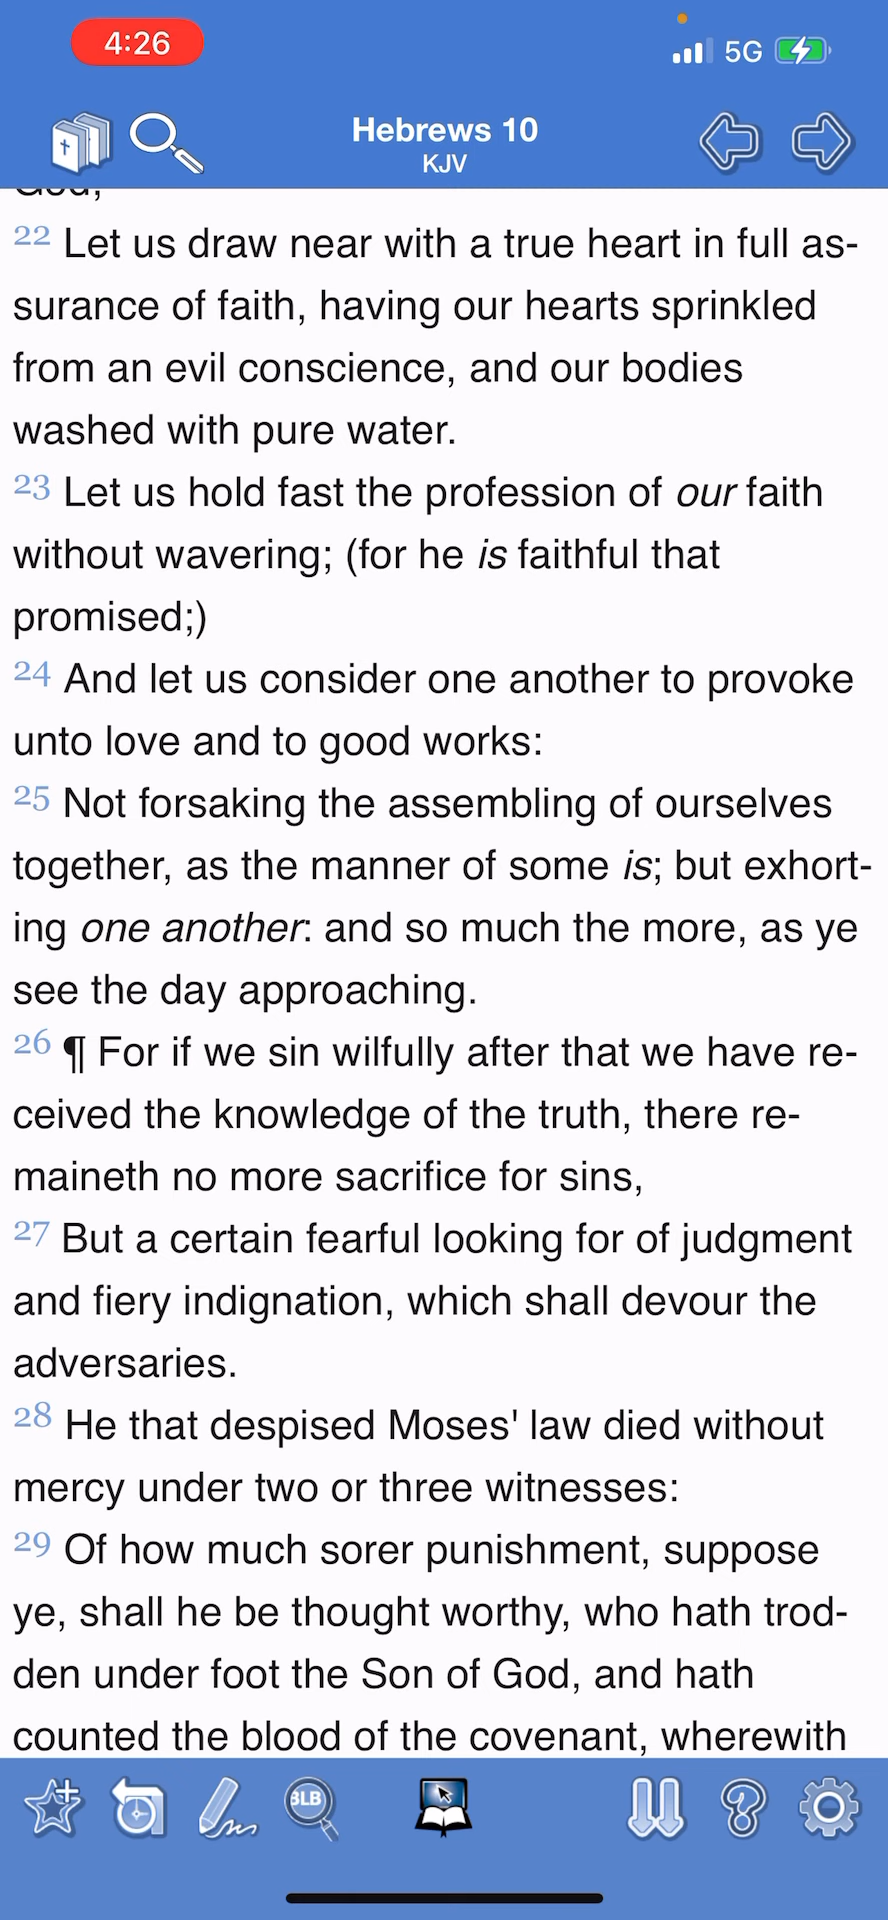 4:26
5G
Hebrews 10
KJV
God,
22 Let us draw near with a true heart in full as-
surance of faith, having our hearts sprinkled
from an evil conscience, and our bodies
washed with pure water.
23 Let us hold fast the profession of our faith
without wavering; (for he is faithful that
promised;)
24 And let us consider one another to provoke
unto love and to good works:
25 Not forsaking the assembling of ourselves
together, as the manner of some is; but exhort-
ing one another: and so much the more, as ye
see the day approaching.
26 ¶ For if we sin wilfully after that we have re-
ceived the knowledge of the truth, there re-
maineth no more sacrifice for sins,
27 But a certain fearful looking for of judgment
and fiery indignation, which shall devour the
adversaries.
28 He that despised Moses' law died without
mercy under two or three witnesses:
29 Of how much sorer punishment, suppose
ye, shall he be thought worthy, who hath trod-
den under foot the Son of God, and hath
counted the blood of the covenant, wherewith
BLB